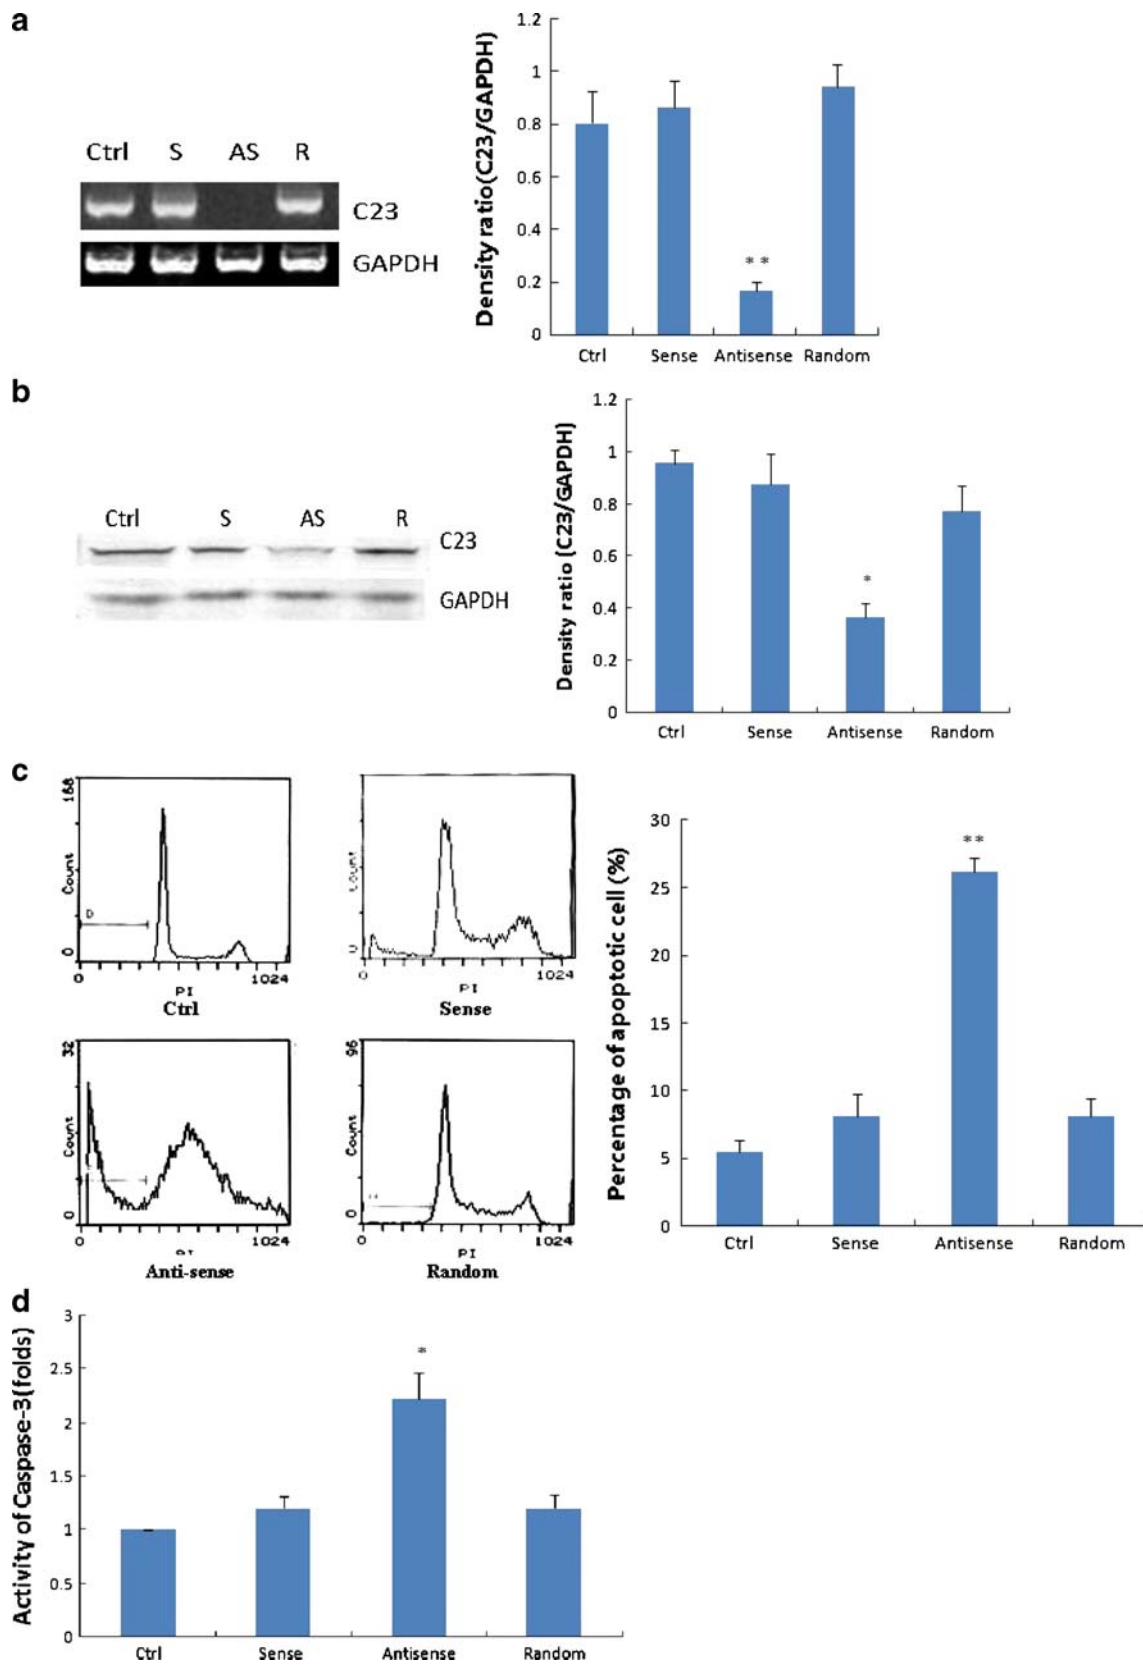 a
Ctrl S AS R
C23
GAPDH
Density ratio(C23/GAPDH)
1.2
1
0.8
0.6
0.4
0.2
0
* *
Ctrl Sense Antisense Random
b
Ctrl S AS R
C23
GAPDH
Density ratio (C23/GAPDH)
1.2
1
0.8
0.6
0.4
0.2
0
*
Ctrl Sense Antisense Random
c
168
Count
0
D
0 1024
PI
Ctrl
Count
0
0 1024
PI
Sense
32
Count
0
0 1024
PI
Anti-sense
96
Count
0
0 1024
PI
Random
Percentage of apoptotic cell (%)
30
25
20
15
10
5
0
**
Ctrl Sense Antisense Random
d
Activity of Caspase-3(folds)
3
2.5
2
1.5
1
0.5
0
*
Ctrl Sense Antisense Random